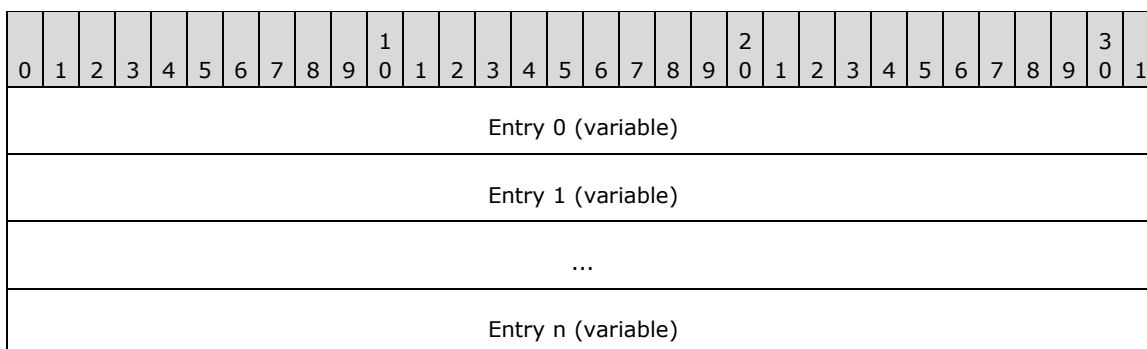 1 2 3
0 1 2 3 4 5 6 7 8 9 0 1 2 3 4 5 6 7 8 9 0 1 2 3 4 5 6 7 8 9 0 1
Entry 0 (variable)
Entry 1 (variable)
...
Entry n (variable)